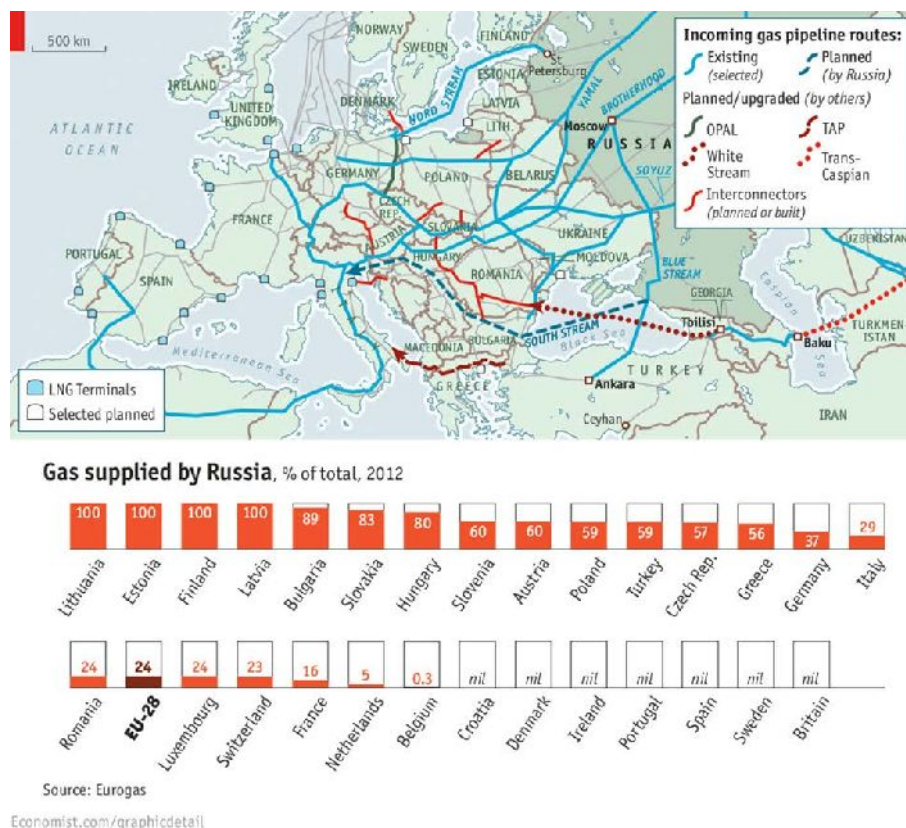 500 km
NORWAY
SWEDEN
FINLAND
St Petersburg
ESTONIA
LATVIA
LITH.
NORD STREAM
DENMARK
IRELAND
UNITED KINGDOM
ATLANTIC OCEAN
YAMAL
BROTHERHOOD
Moscow
RUSSIA
SOYUZ
GERMANY
POLAND
BELARUS
CZECH REP.
SLOVAKIA
UKRAINE
FRANCE
AUSTRIA
HUNGARY
MOLDOVA
ROMANIA
BLUE STREAM
PORTUGAL
SPAIN
GEORGIA
UZBEKISTAN
Caspian Sea
Tbilisi
Baku
TURKMENISTAN
SOUTH STREAM
Black Sea
BULGARIA
MACEDONIA
GREECE
Mediterranean Sea
Ankara
TURKEY
Ceyhan
IRAN
Incoming gas pipeline routes:
Existing (selected)
Planned (by Russia)
Planned/upgraded (by others)
OPAL
TAP
White Stream
Trans-Caspian
Interconnectors (planned or built)
LNG Terminals
Selected planned
Gas supplied by Russia, % of total, 2012
100 100 100 100 89 83 80 60 60 59 59 57 56 37 29
Lithuania Estonia Finland Latvia Bulgaria Slovakia Hungary Slovenia Austria Poland Turkey Czech Rep. Greece Germany Italy
24 24 24 23 16 5 0.3 nil nil nil nil nil nil nil
Romania EU-28 Luxembourg Switzerland France Netherlands Belgium Croatia Denmark Ireland Portugal Spain Sweden Britain
Source: Eurogas
Economist.com/graphicdetail